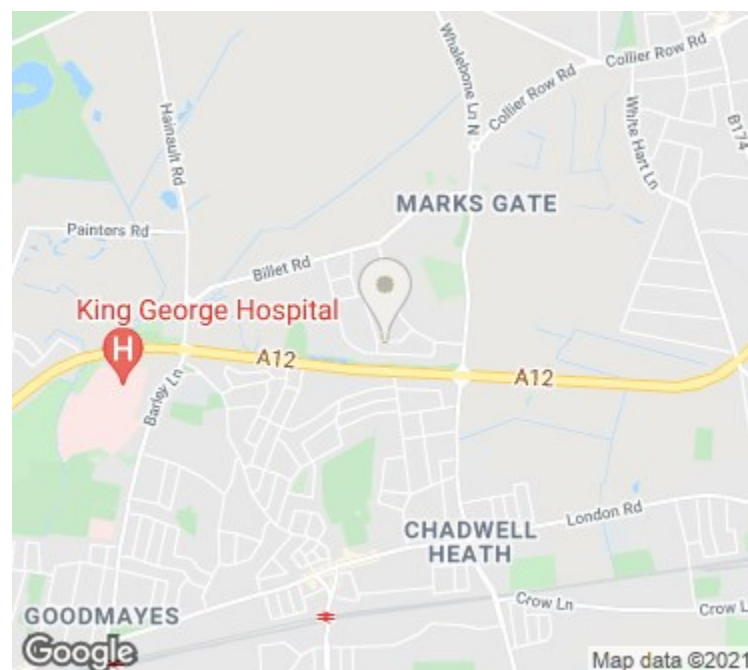 Whalebone Ln N
Collier Row Rd
Collier Row Rd
White Hart Ln
B174
Hainault Rd
MARKS GATE
Painters Rd
Billet Rd
King George Hospital
H
A12
A12
Barley Ln
London Rd
CHADWELL
HEATH
Crow Ln
Crow L
GOODMAYES
Google
Map data ©2021